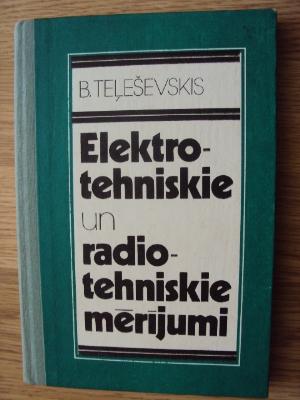 B. TEĻEŠEVSKIS
Elektro-
tehniskie
un
radio-
tehniskie
mērījumi